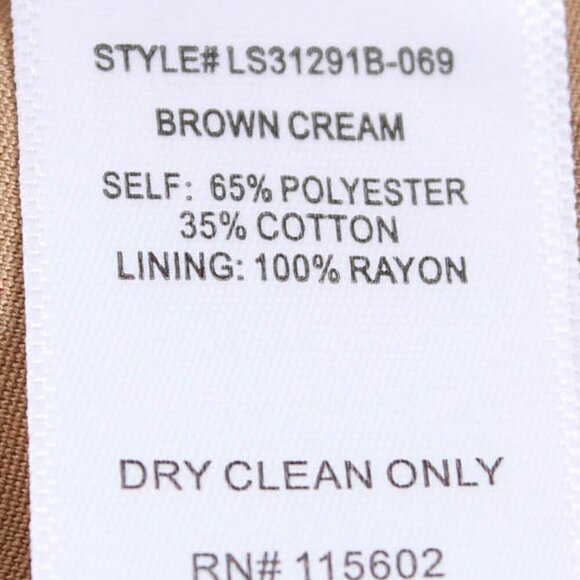 STYLE# LS31291B-069
BROWN CREAM
SELF: 65% POLYESTER
35% COTTON
LINING: 100% RAYON
DRY CLEAN ONLY
RN# 115602